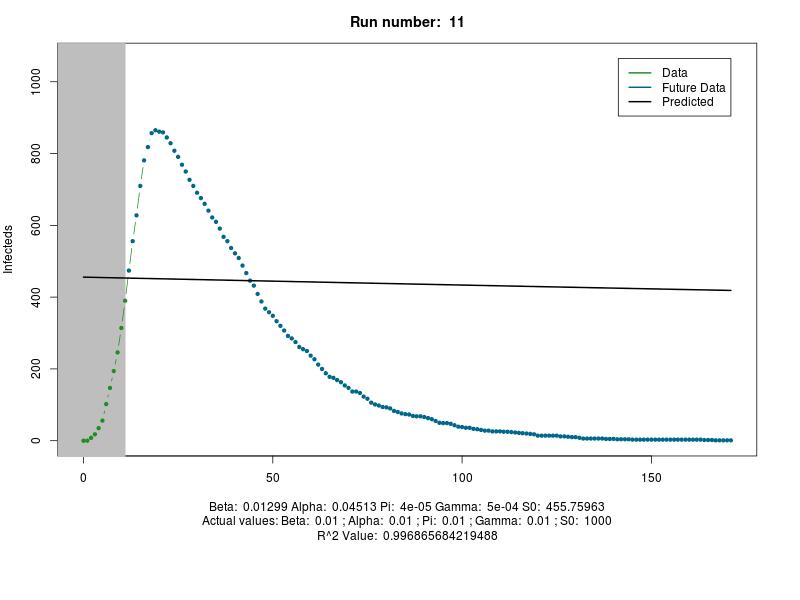 Run number: 11
Data
Future Data
Predicted
Infecteds
1000
800
600
400
200
0
0 50 100 150
Beta: 0.01299 Alpha: 0.04513 Pi: 4e-05 Gamma: 5e-04 S0: 455.75963
Actual values: Beta: 0.01 ; Alpha: 0.01 ; Pi: 0.01 ; Gamma: 0.01 ; S0: 1000
R^2 Value: 0.996865684219488